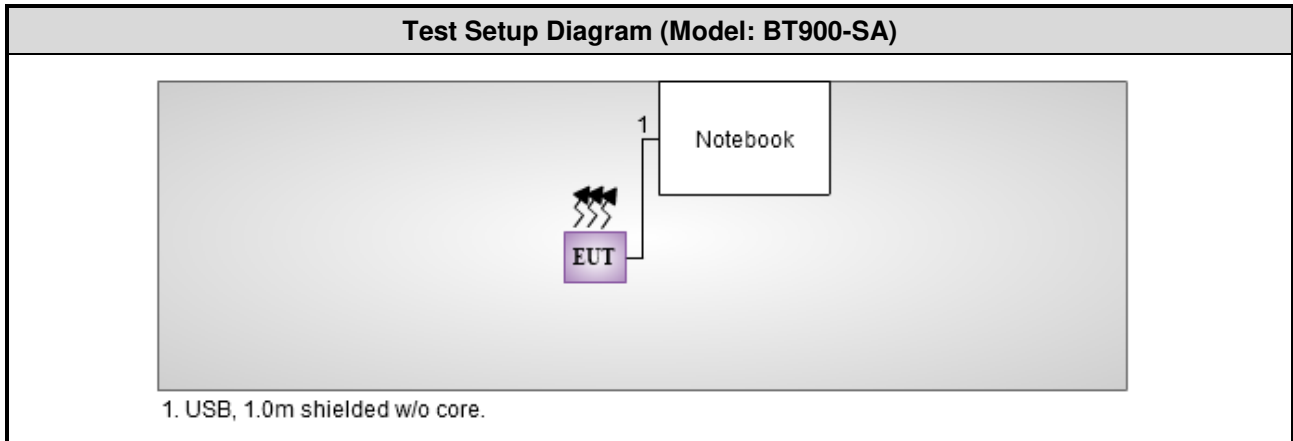 Test Setup Diagram (Model: BT900-SA)
1
Notebook
EUT
1. USB, 1.0m shielded w/o core.